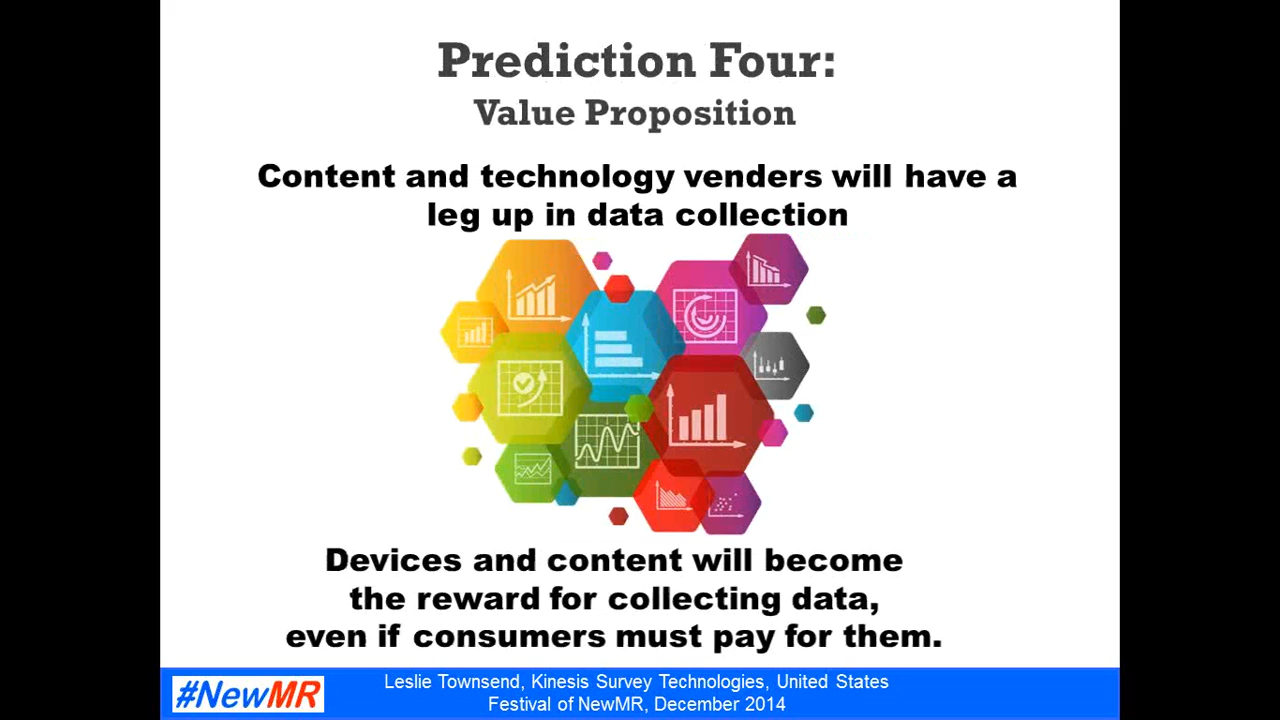 Prediction Four:
Value Proposition
Content and technology venders will have a
leg up in data collection
Devices and content will become
the reward for collecting data,
even if consumers must pay for them.
#NewMR
Leslie Townsend, Kinesis Survey Technologies, United States
Festival of NewMR, December 2014